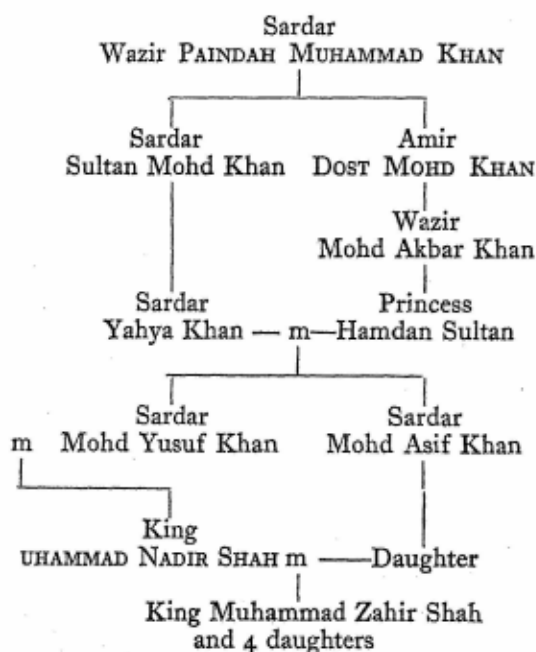 Sardar
Wazir PAINDAH MUHAMMAD KHAN
Sardar Amir
Sultan Mohd Khan DOST MOHD KHAN
Wazir
Mohd Akbar Khan
Sardar Princess
Yahya Khan — m — Hamdan Sultan
Sardar Sardar
m Mohd Yusuf Khan Mohd Asif Khan
King
UHAMMAD NADIR SHAH m — Daughter
King Muhammad Zahir Shah
and 4 daughters